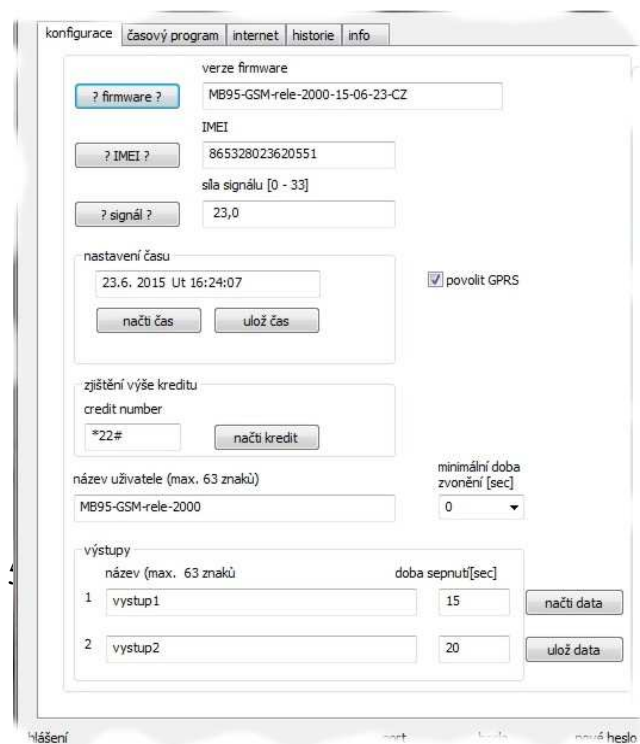 konfigurace časový program internet historie info
verze firmware
? firmware ? MB95-GSM-rele-2000-15-06-23-CZ
IMEI
? IMEI ? 865328023620551
síla signálu [0 - 33]
? signál ? 23,0
nastavení času
23.6. 2015 Ut 16:24:07
povolit GPRS
načti čas ulož čas
zjištění výše kreditu
credit number
*22# načti kredit
název uživatele (max. 63 znaků)
minimální doba
zvonění [sec]
MB95-GSM-rele-2000 0
výstupy
název (max. 63 znaků doba sepnutí[sec]
1 vystup1 15 načti data
2 vystup2 20 ulož data
hlášení nové heslo